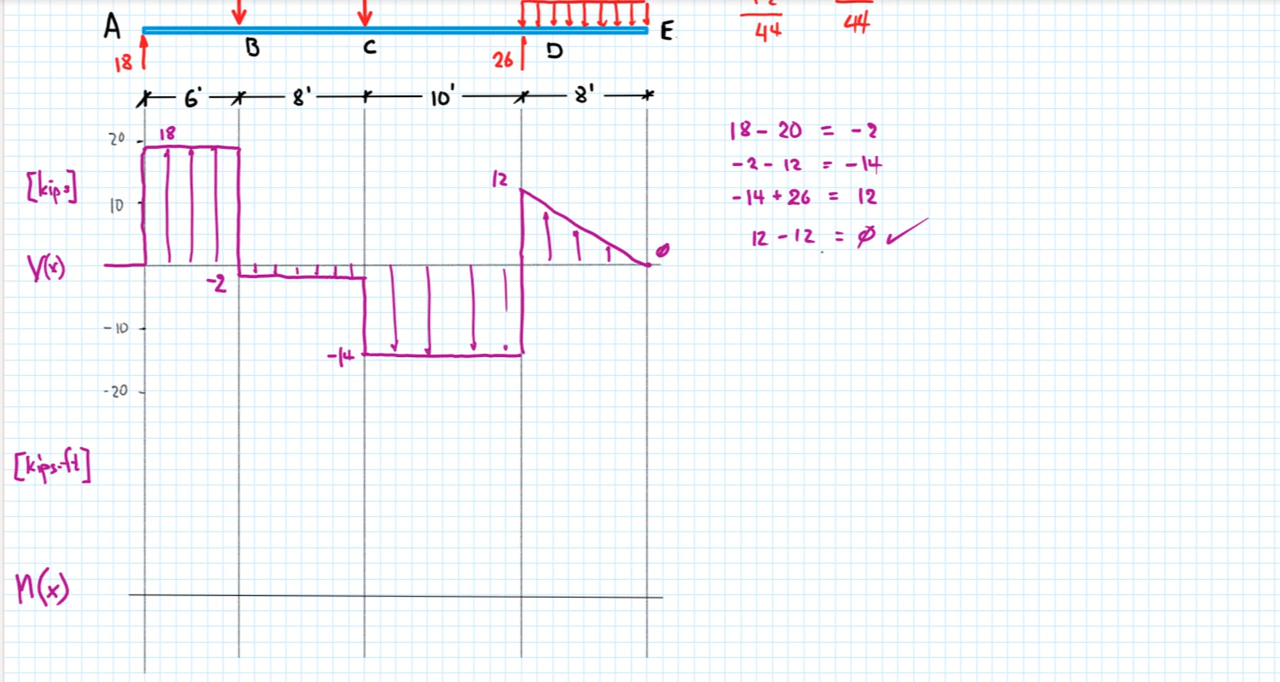 A B C D E
18 26
44 44
6' 8' 10' 8'
20 18
[kips] 10 12
V(x) -2 ∅
-10
-14
-20
18 - 20 = -2
-2 - 12 = -14
-14 + 26 = 12
12 - 12 = ∅ ✓
[kips-ft]
M(x)